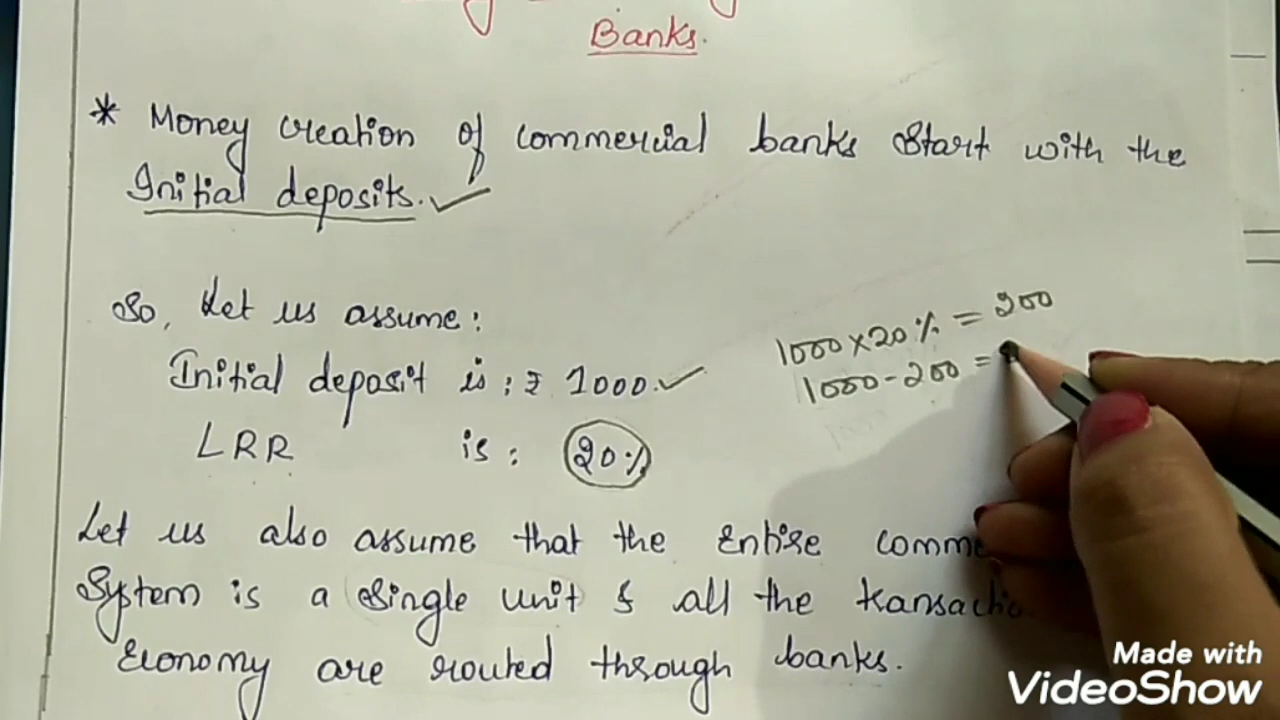 Banks.
* Money creation of commercial banks start with the
Initial deposits.
So, Let us assume:
Initial deposit is : ₹ 1000.
1000 × 20% = 200
1000 - 200 =
LRR is : 20%
Let us also assume that the Entire
System is a single unit & all the
Economy are routed through banks.
Made with
VideoShow